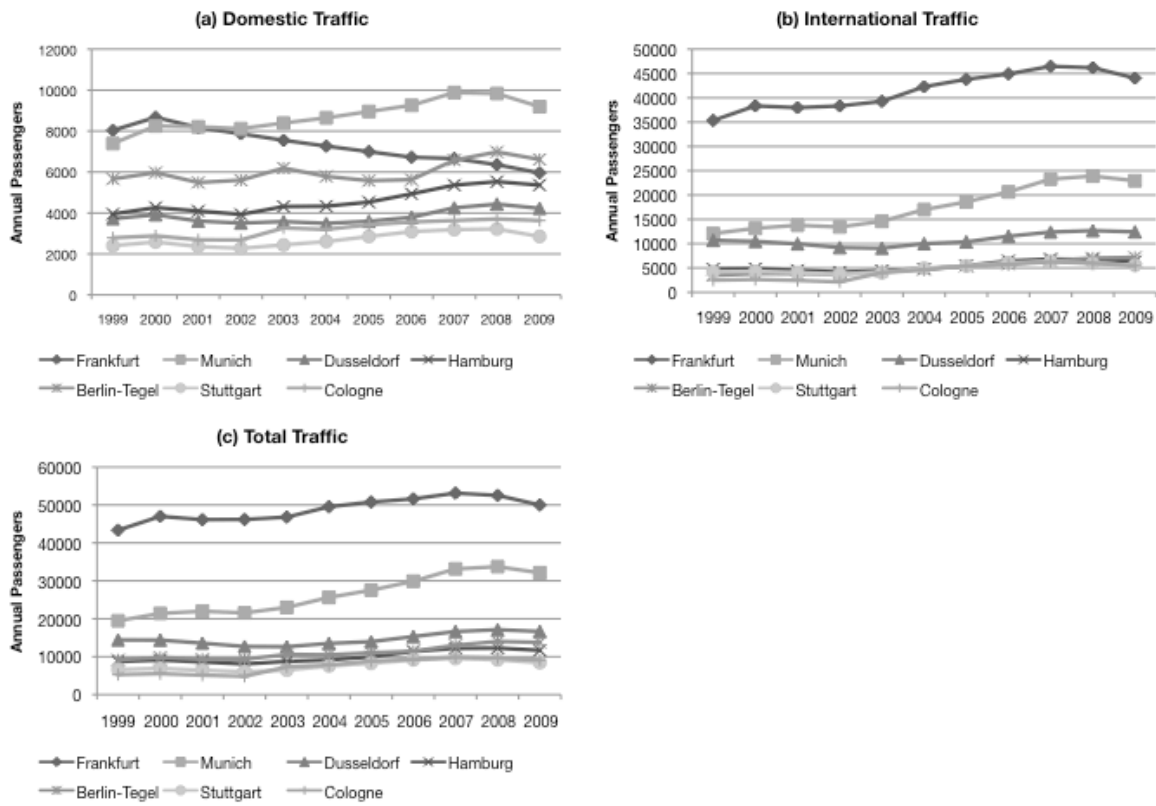 (a) Domestic Traffic
Annual Passengers
12000
10000
8000
6000
4000
2000
0
1999 2000 2001 2002 2003 2004 2005 2006 2007 2008 2009
Frankfurt Munich Dusseldorf Hamburg
Berlin-Tegel Stuttgart Cologne
(b) International Traffic
Annual Passengers
50000
45000
40000
35000
30000
25000
20000
15000
10000
5000
0
1999 2000 2001 2002 2003 2004 2005 2006 2007 2008 2009
Frankfurt Munich Dusseldorf Hamburg
Berlin-Tegel Stuttgart Cologne
(c) Total Traffic
Annual Passengers
60000
50000
40000
30000
20000
10000
0
1999 2000 2001 2002 2003 2004 2005 2006 2007 2008 2009
Frankfurt Munich Dusseldorf Hamburg
Berlin-Tegel Stuttgart Cologne